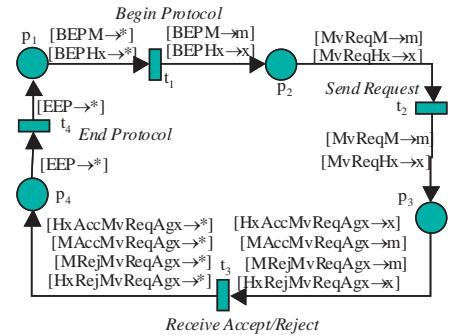 Begin Protocol
p1 [BEPM→*] [BEPM→m] [MvReqM→m]
[BEPHx→*] [BEPHx→x] [MvReqHx→x]
t1 p2 Send Request
[EEP→*] t2
t4 End Protocol [MvReqM→m]
[EEP→*] [MvReqHx→x]
p4 p3
[HxAccMvReqAgx→*] [HxAccMvReqAgx→x]
[MAccMvReqAgx→*] [MAccMvReqAgx→m]
[MRejMvReqAgx→*] [MRejMvReqAgx→m]
[HxRejMvReqAgx→*] t3 [HxRejMvReqAgx→x]
Receive Accept/Reject